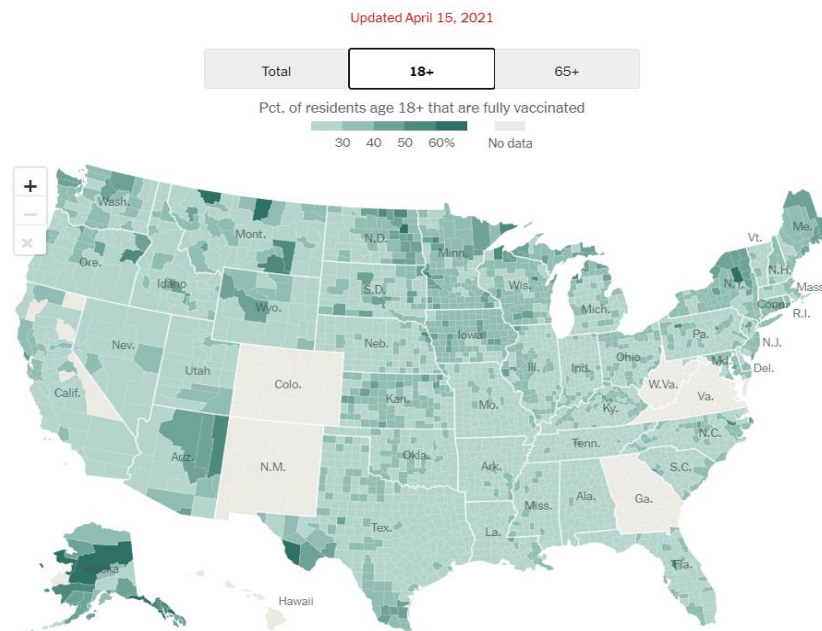 Updated April 15, 2021
Total 18+ 65+
Pct. of residents age 18+ that are fully vaccinated
30 40 50 60% No data
+
−
×
Wash.
Mont.
N.D.
Minn.
Me.
Vt.
Ore.
Idaho
Wyo.
S.D.
Wis.
Mich.
N.Y.
N.H.
Mass.
Conn.
R.I.
Nev.
Utah
Colo.
Neb.
Iowa
Ill.
Ind.
Ohio
Pa.
N.J.
Md.
Del.
Calif.
Kan.
Mo.
Ky.
W.Va.
Va.
Ariz.
N.M.
Okla.
Ark.
Tenn.
N.C.
S.C.
Tex.
La.
Miss.
Ala.
Ga.
Fla.
Alaska
Hawaii